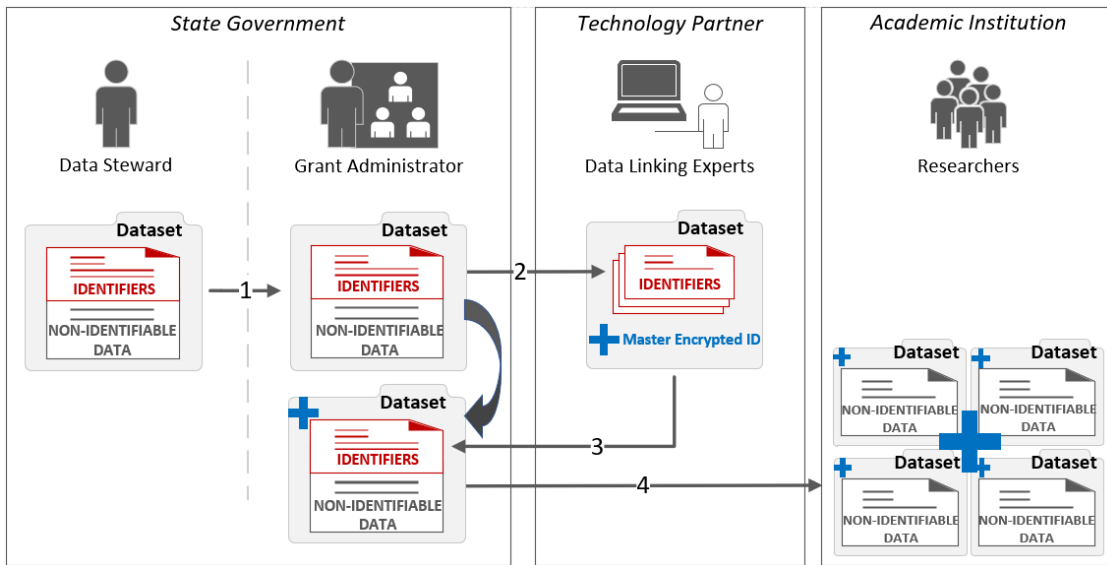 State Government
Technology Partner
Academic Institution
Data Steward
Grant Administrator
Data Linking Experts
Researchers
Dataset
IDENTIFIERS
NON-IDENTIFIABLE
DATA
1
Dataset
IDENTIFIERS
NON-IDENTIFIABLE
DATA
2
Dataset
IDENTIFIERS
Master Encrypted ID
Dataset
IDENTIFIERS
NON-IDENTIFIABLE
DATA
3
4
Dataset
NON-IDENTIFIABLE
DATA
Dataset
NON-IDENTIFIABLE
DATA
Dataset
NON-IDENTIFIABLE
DATA
Dataset
NON-IDENTIFIABLE
DATA